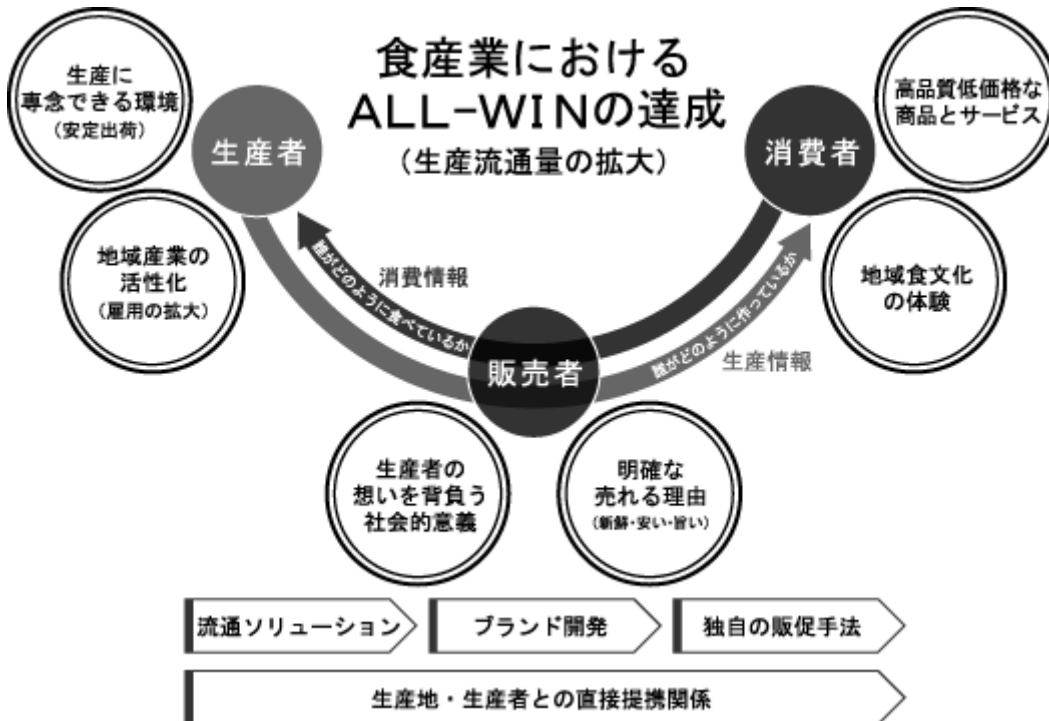 食産業における
ALL-WINの達成
(生産流通量の拡大)
生産に
専念できる環境
(安定出荷)
生産者
地域産業の
活性化
(雇用の拡大)
消費者
高品質低価格な
商品とサービス
地域食文化
の体験
消費情報
誰がどのように食べているか
誰がどのように作っているか
生産情報
販売者
生産者の
想いを背負う
社会的意義
明確な
売れる理由
(新鮮・安い・旨い)
流通ソリューション
ブランド開発
独自の販促手法
生産地・生産者との直接提携関係